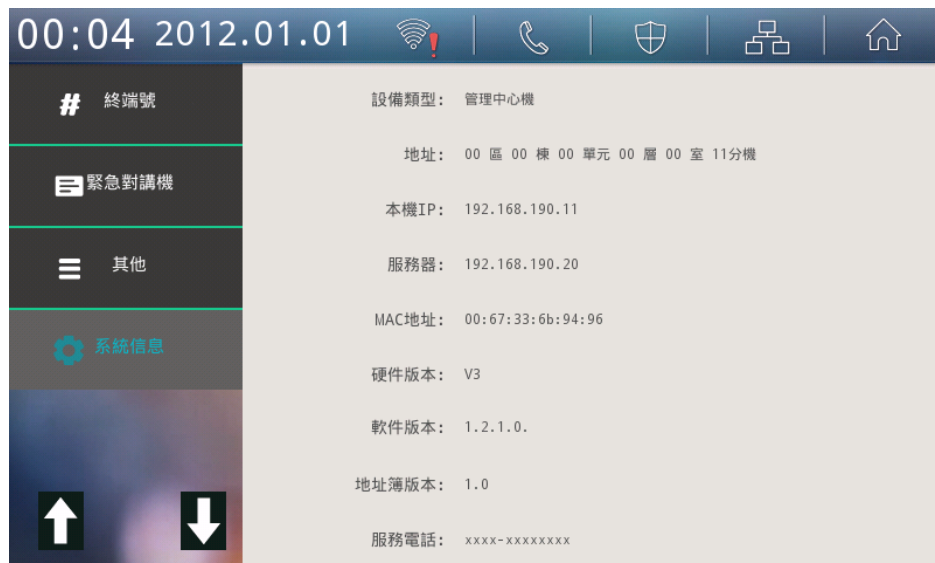 00:04 2012.01.01
終端號
緊急對講機
其他
系統信息
設備類型: 管理中心機
地址: 00 區 00 棟 00 單元 00 層 00 室 11分機
本機IP: 192.168.190.11
服務器: 192.168.190.20
MAC地址: 00:67:33:6b:94:96
硬件版本: V3
軟件版本: 1.2.1.0.
地址簿版本: 1.0
服務電話: xxxx-xxxxxxxx